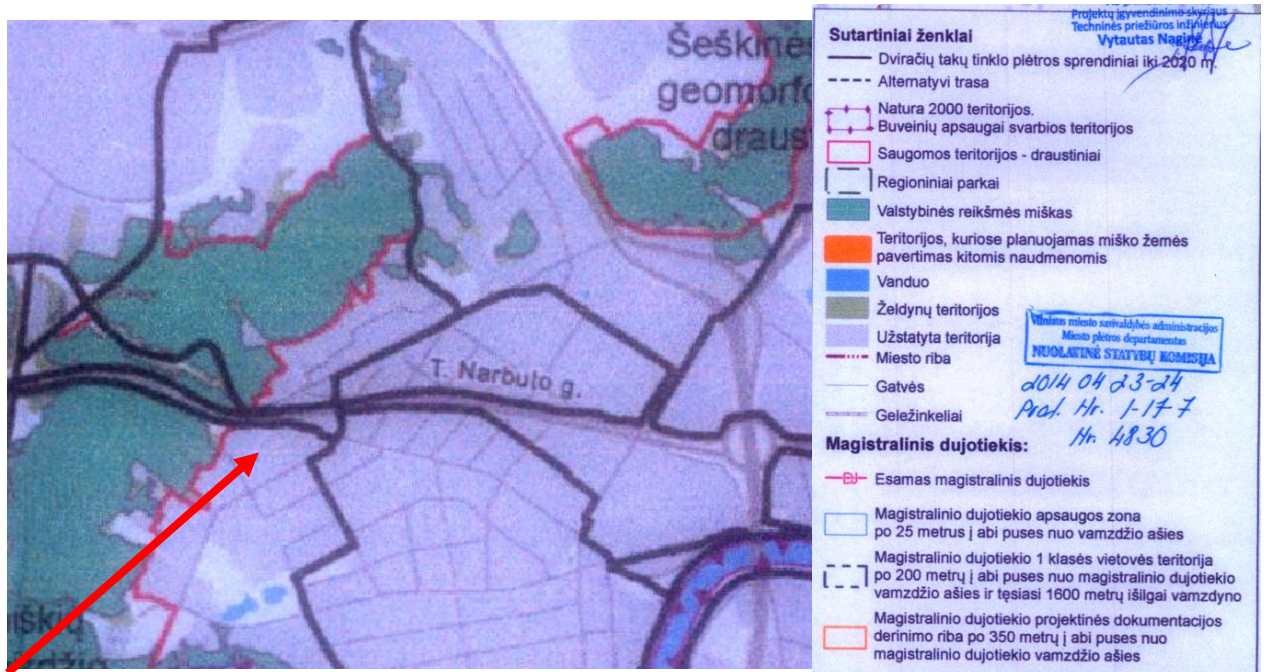 Šeškinės
geomorfo
draus
T. Narbuto g.
Projektų įgyvendinimo skyriaus
Techninės priežiūros inžinierius
Vytautas Naginė
Sutartiniai ženklai
Dviračių takų tinklo plėtros sprendiniai iki 2020 m.
Alternatyvi trasa
Natura 2000 teritorijos.
Buveinių apsaugai svarbios teritorijos
Saugomos teritorijos - draustiniai
Regioniniai parkai
Valstybinės reikšmės miškas
Teritorijos, kuriose planuojamas miško žemės
pavertimas kitomis naudmenomis
Vanduo
Želdynų teritorijos
Užstatyta teritorija
Miesto riba
Gatvės
Geležinkeliai
Vilniaus miesto savivaldybės administracijos
Miesto plėtros departamentas
NUOLATINĖ STATYBŲ KOMISIJA
2014 04 23-24
Prot. Nr. 1-17-7
Nr. 4830
Magistralinis dujotiekis:
Esamas magistralinis dujotiekis
Magistralinio dujotiekio apsaugos zona
po 25 metrus į abi puses nuo vamzdžio ašies
Magistralinio dujotiekio 1 klasės vietovės teritorija
po 200 metrų į abi puses nuo magistralinio dujotiekio
vamzdžio ašies ir tęsiasi 1600 metrų išilgai vamzdyno
Magistralinio dujotiekio projektinės dokumentacijos
derinimo riba po 350 metrų į abi puses nuo
magistralinio dujotiekio vamzdžio ašies